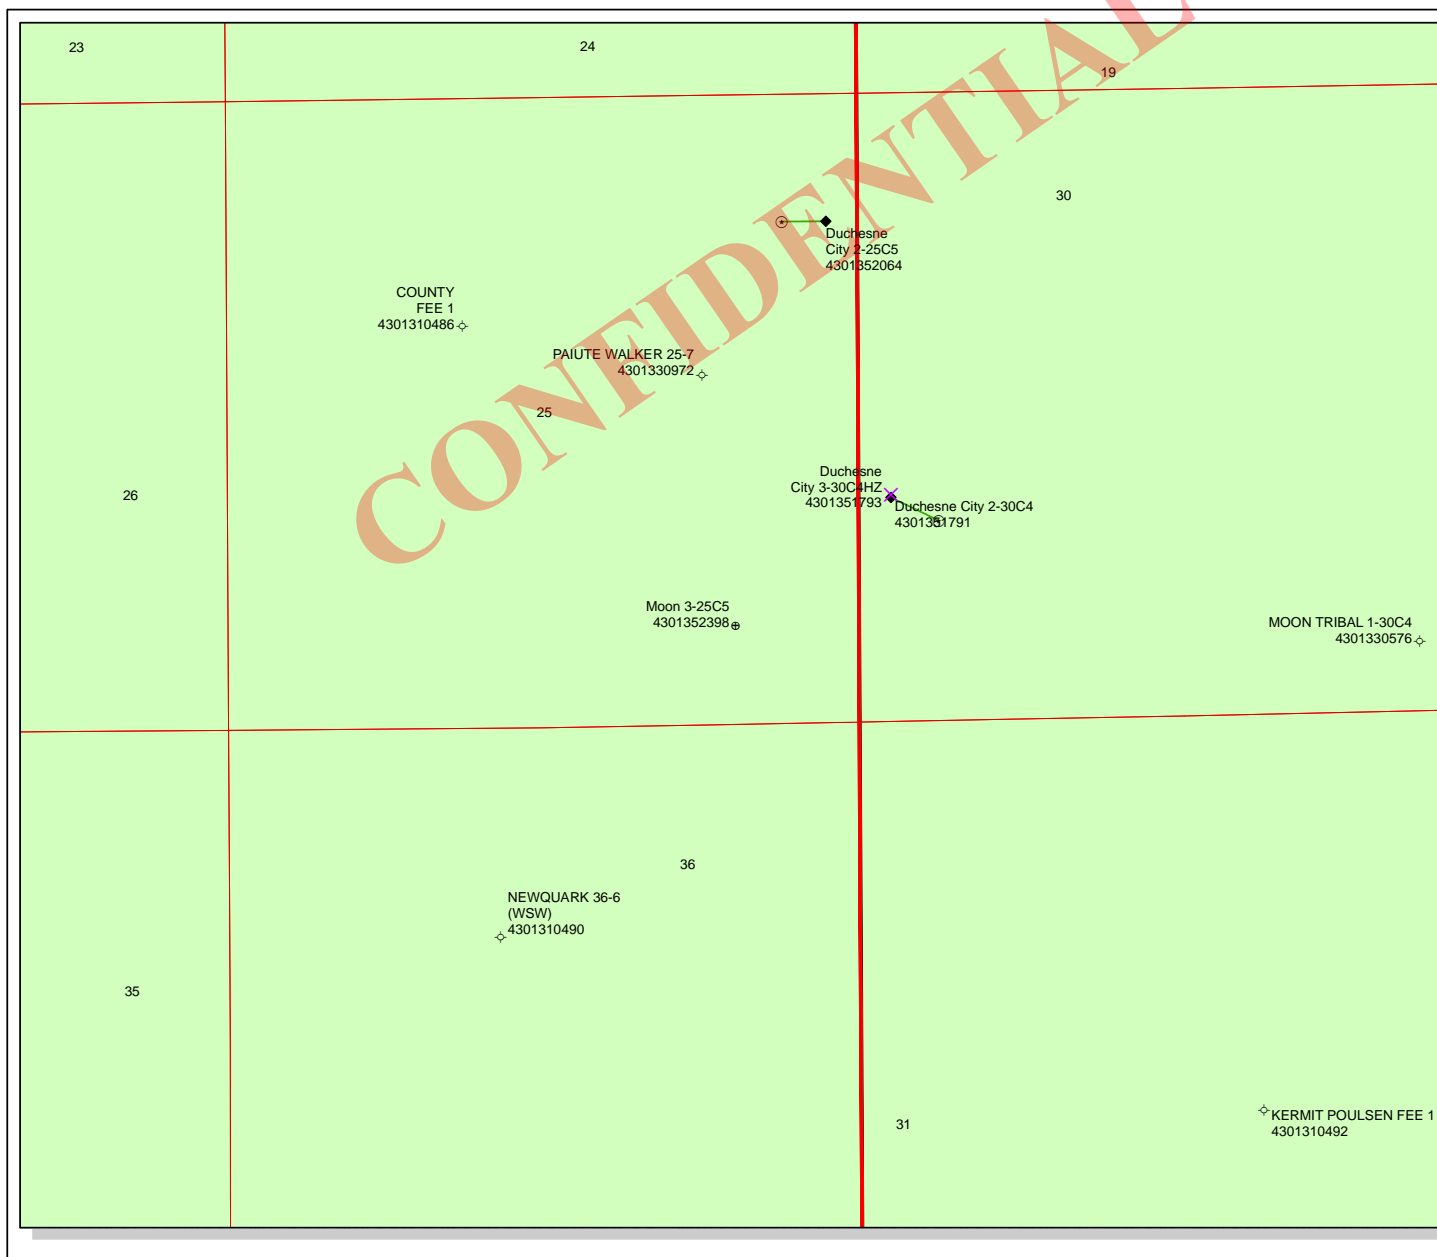 23
24
19
30
Duchesne
City 2-25C5
4301352064
COUNTY
FEE 1
4301310486
PAIUTE WALKER 25-7
4301330972
25
CONFIDENTIAL
26
Duchesne
City 3-30C4HZ
4301351793
Duchesne City 2-30C4
4301351791
Moon 3-25C5
4301352398
MOON TRIBAL 1-30C4
4301330576
36
NEWQUARK 36-6
(WSW)
4301310490
35
31
KERMIT POULSEN FEE 1
4301310492